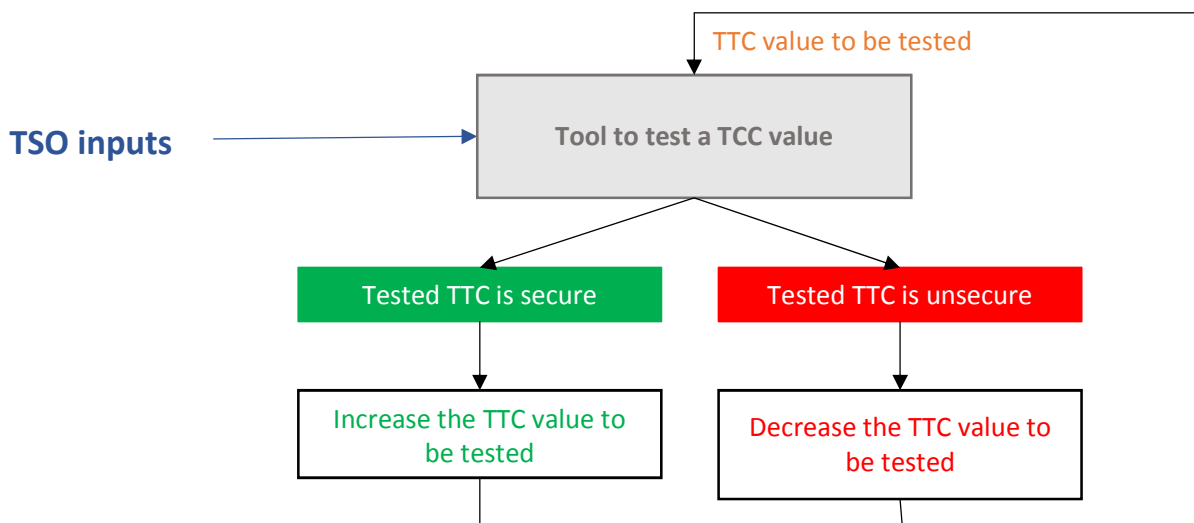 TTC value to be tested
TSO inputs
Tool to test a TCC value
Tested TTC is secure
Tested TTC is unsecure
Increase the TTC value to
be tested
Decrease the TTC value to
be tested